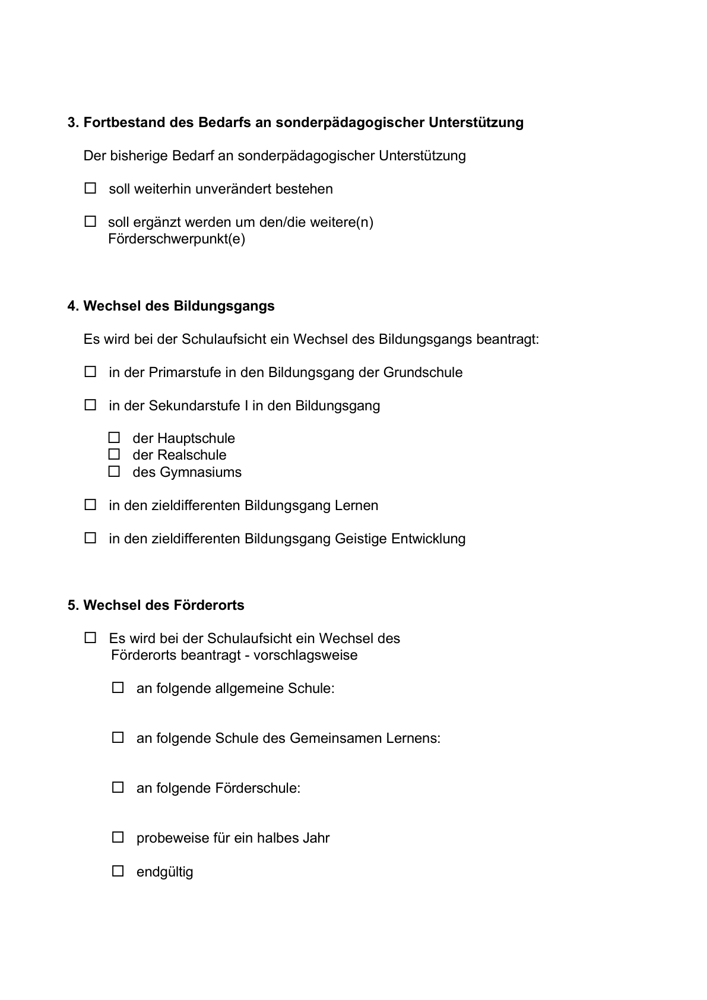 3. Fortbestand des Bedarfs an sonderpädagogischer Unterstützung
Der bisherige Bedarf an sonderpädagogischer Unterstützung
☐ soll weiterhin unverändert bestehen
☐ soll ergänzt werden um den/die weitere(n)
Förderschwerpunkt(e)
4. Wechsel des Bildungsgangs
Es wird bei der Schulaufsicht ein Wechsel des Bildungsgangs beantragt:
☐ in der Primarstufe in den Bildungsgang der Grundschule
☐ in der Sekundarstufe I in den Bildungsgang
☐ der Hauptschule
☐ der Realschule
☐ des Gymnasiums
☐ in den zieldifferenten Bildungsgang Lernen
☐ in den zieldifferenten Bildungsgang Geistige Entwicklung
5. Wechsel des Förderorts
☐ Es wird bei der Schulaufsicht ein Wechsel des
Förderorts beantragt - vorschlagsweise
☐ an folgende allgemeine Schule:
☐ an folgende Schule des Gemeinsamen Lernens:
☐ an folgende Förderschule:
☐ probeweise für ein halbes Jahr
☐ endgültig